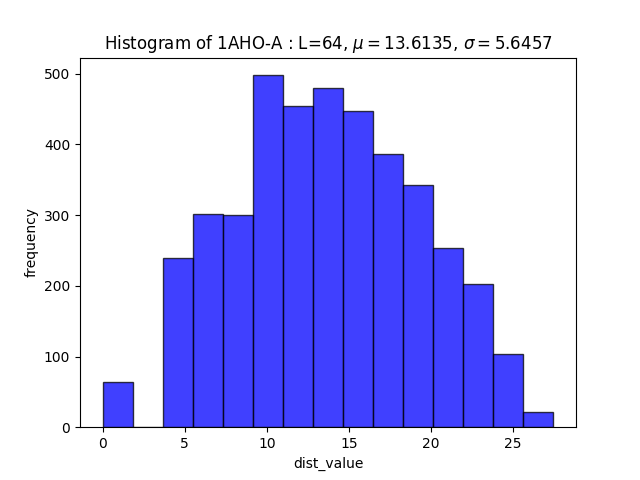 Histogram of 1AHO-A : L=64, μ = 13.6135, σ = 5.6457
500
400
300
200
100
0
frequency
0 5 10 15 20 25
dist_value